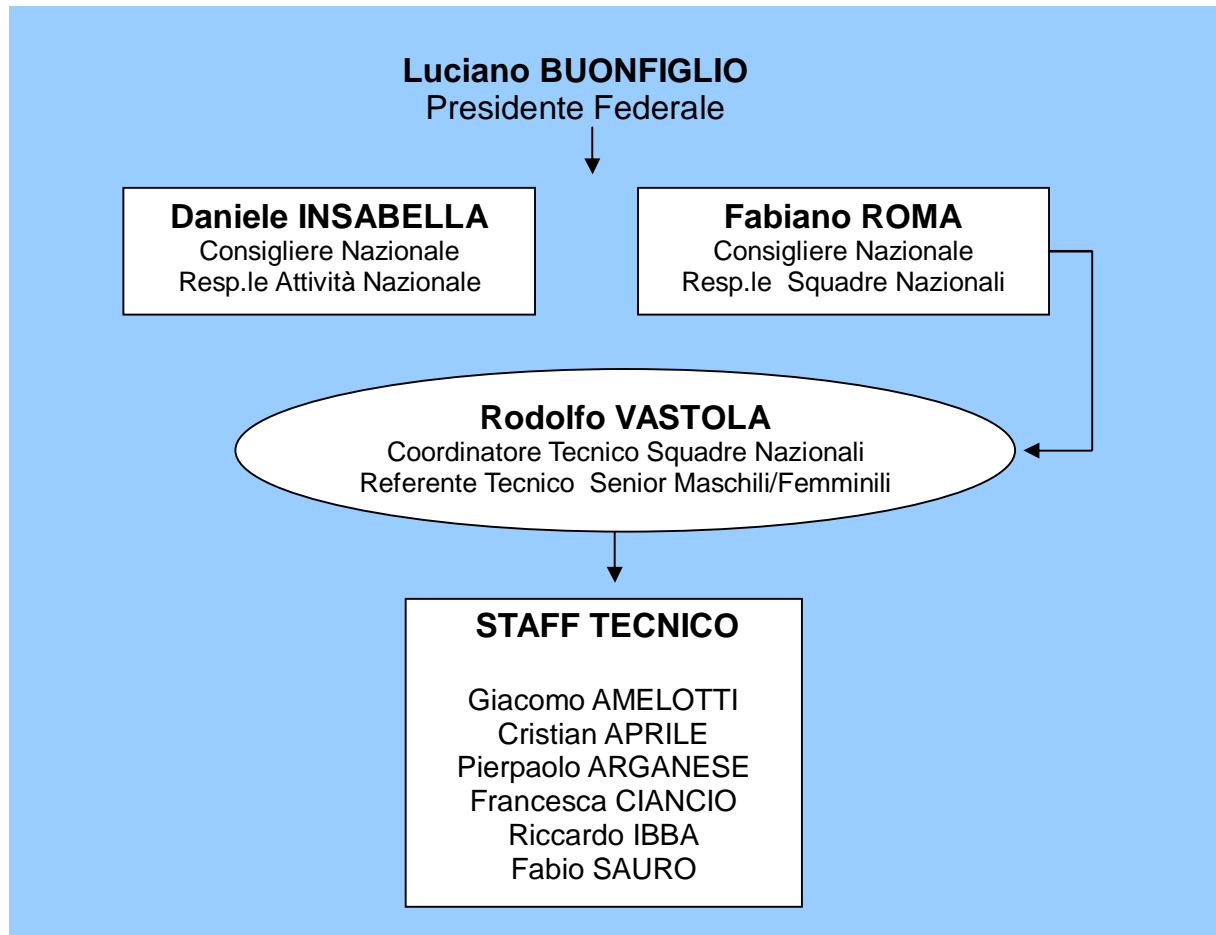 Luciano BUONFIGLIO
Presidente Federale
Daniele INSABELLA
Consigliere Nazionale
Resp.le Attività Nazionale
Fabiano ROMA
Consigliere Nazionale
Resp.le  Squadre Nazionali
Rodolfo VASTOLA
Coordinatore Tecnico Squadre Nazionali
Referente Tecnico  Senior Maschili/Femminili
STAFF TECNICO
Giacomo AMELOTTI
Cristian APRILE
Pierpaolo ARGANESE
Francesca CIANCIO
Riccardo IBBA
Fabio SAURO